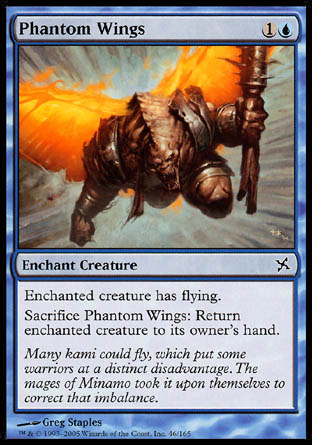 Phantom Wings 1
Enchant Creature
Enchanted creature has flying.
Sacrifice Phantom Wings: Return
enchanted creature to its owner's hand.
Many kami could fly, which put some
warriors at a distinct disadvantage. The
mages of Minamo took it upon themselves to
correct that imbalance.
Greg Staples
™ & © 1993–2005 Wizards of the Coast, Inc. 46/165